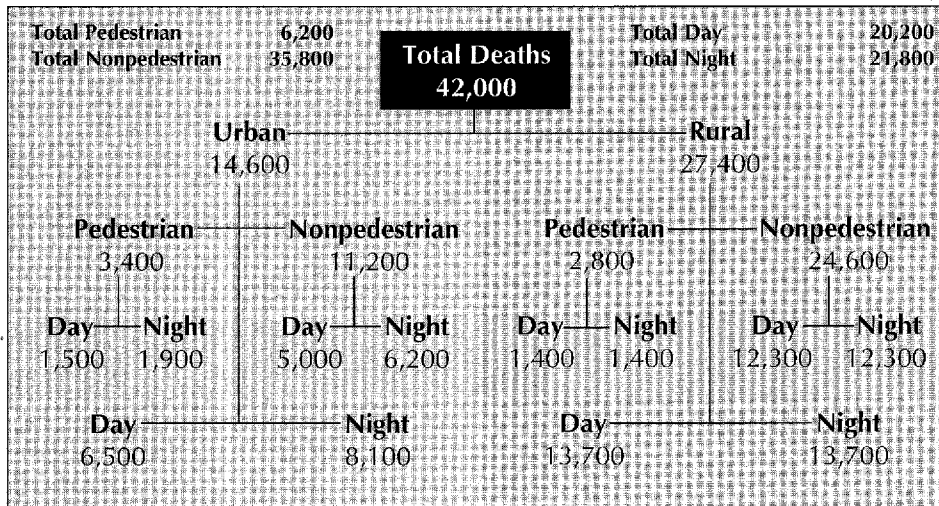 Total Pedestrian 6,200
Total Nonpedestrian 35,800
Total Deaths
42,000
Total Day 20,200
Total Night 21,800
Urban Rural
14,600 27,400
Pedestrian Nonpedestrian Pedestrian Nonpedestrian
3,400 11,200 2,800 24,600
Day Night Day Night Day Night Day Night
1,500 1,900 5,000 6,200 1,400 1,400 12,300 12,300
Day Night Day Night
6,500 8,100 13,700 13,700